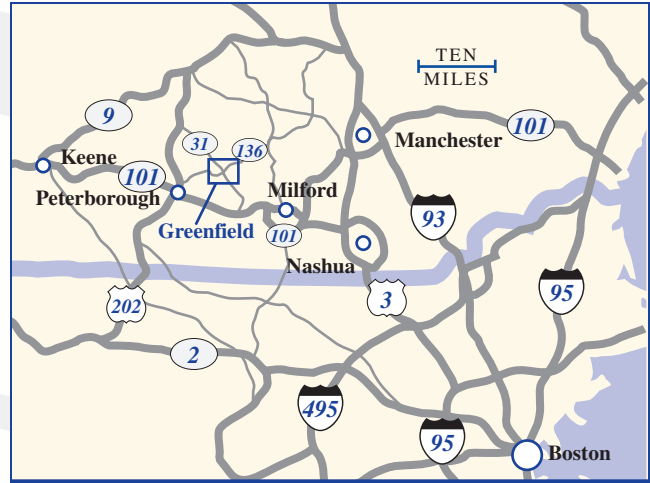 TEN
MILES
9
101
Manchester
31
136
Keene
101
Peterborough
Milford
93
Greenfield
101
Nashua
95
202
3
2
495
95
Boston